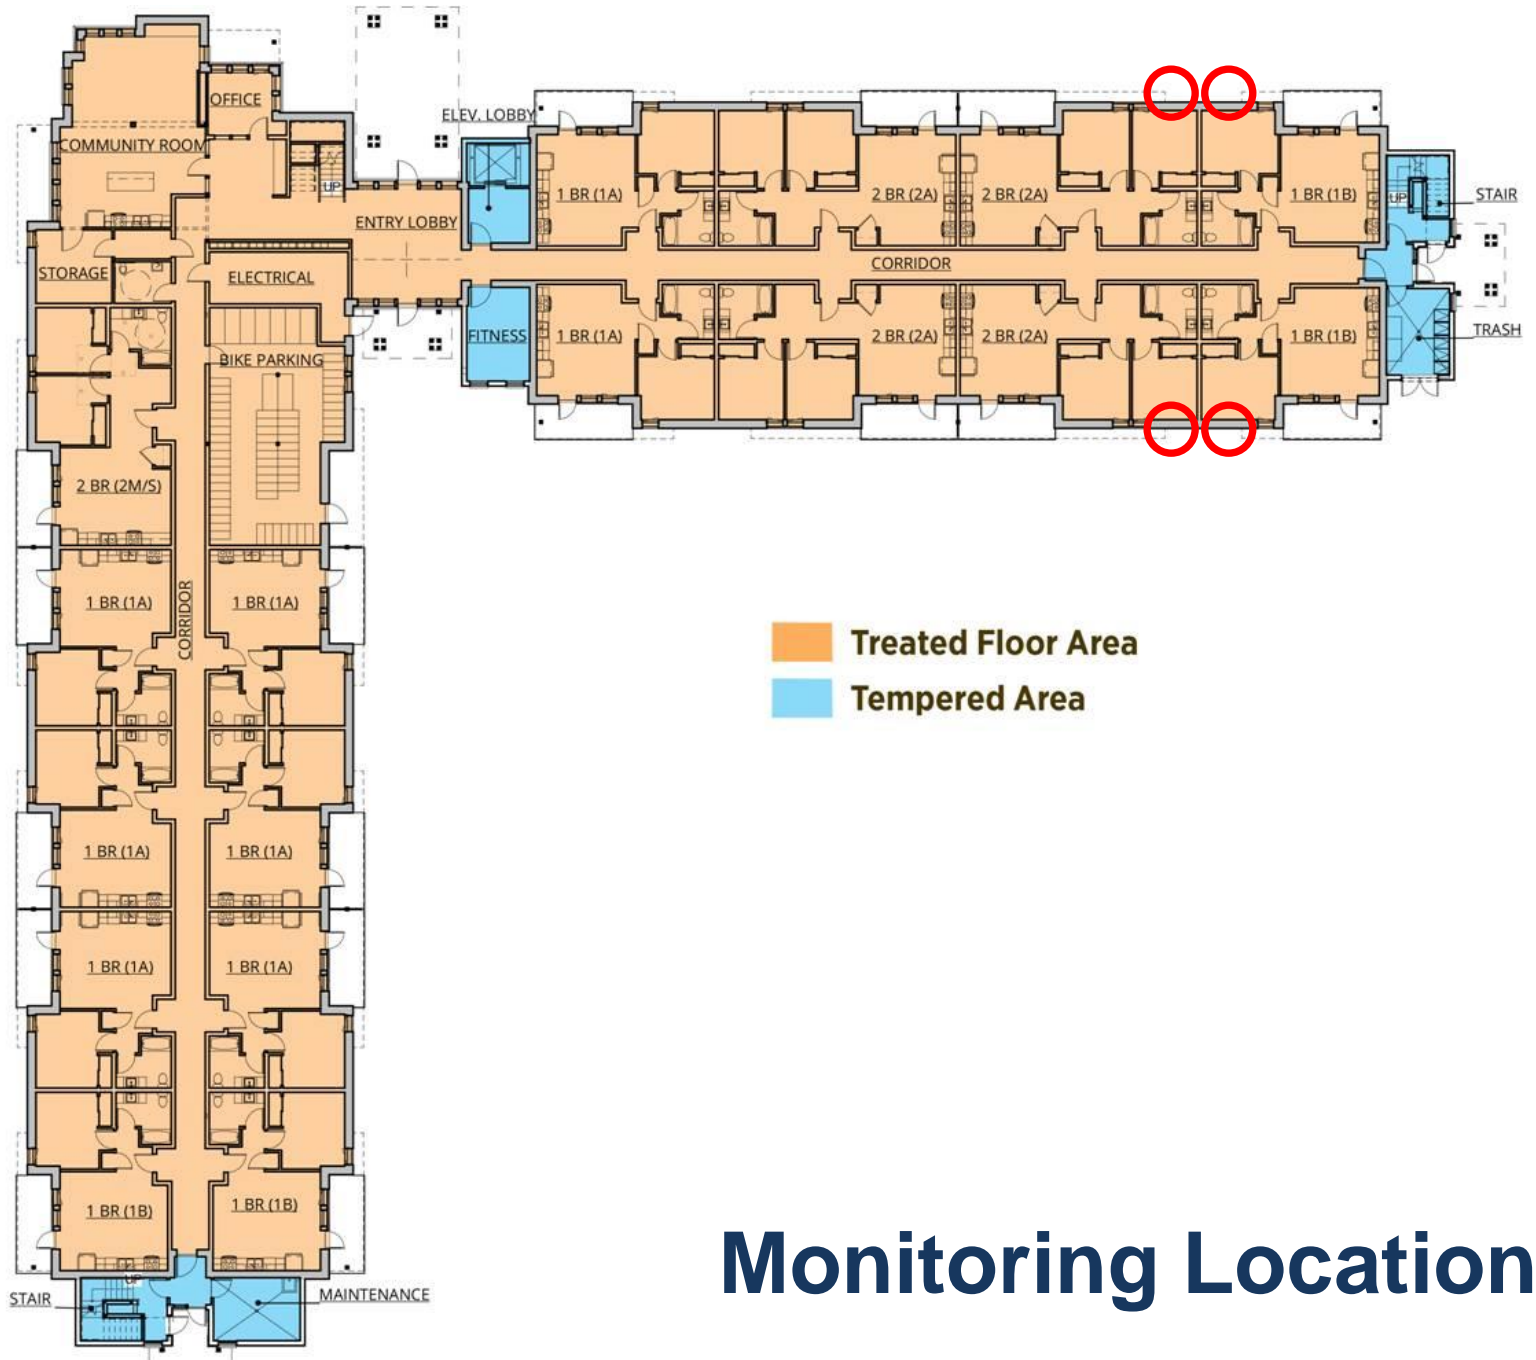 OFFICE
ELEV. LOBBY
COMMUNITY ROOM
UP
ENTRY LOBBY
1 BR (1A)
2 BR (2A)
2 BR (2A)
1 BR (1B)
UP
STAIR
STORAGE
ELECTRICAL
CORRIDOR
FITNESS
1 BR (1A)
2 BR (2A)
2 BR (2A)
1 BR (1B)
TRASH
BIKE PARKING
2 BR (2M/S)
CORRIDOR
1 BR (1A)
1 BR (1A)
Treated Floor Area
Tempered Area
1 BR (1A)
1 BR (1A)
1 BR (1A)
1 BR (1A)
1 BR (1B)
1 BR (1B)
UP
STAIR
MAINTENANCE
Monitoring Location